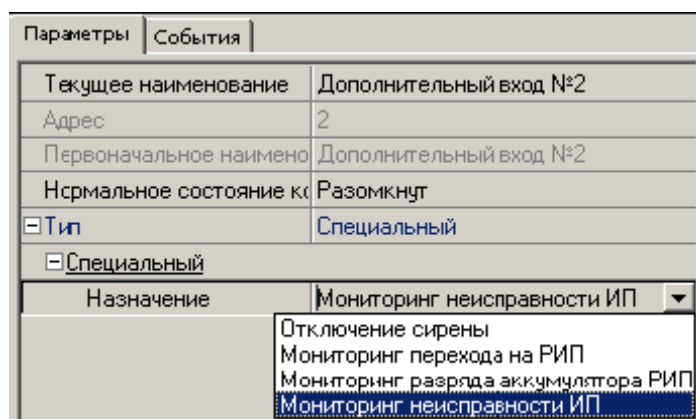 Параметры События
Текущее наименование Дополнительный вход №2
Адрес 2
Первоначальное наимено Дополнительный вход №2
Нормальное состояние кс Разомкнут
Тип Специальный
Специальный
Назначение Мониторинг неисправности ИП
Отключение сирены
Мониторинг перехода на РИП
Мониторинг разряда аккумулятора РИП
Мониторинг неисправности ИП